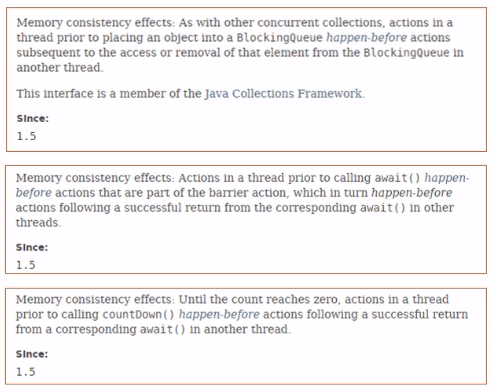 Memory consistency effects: As with other concurrent collections, actions in a
thread prior to placing an object into a BlockingQueue happen-before actions
subsequent to the access or removal of that element from the BlockingQueue in
another thread.
This interface is a member of the Java Collections Framework.
Since:
1.5
Memory consistency effects: Actions in a thread prior to calling await() happen-
before actions that are part of the barrier action, which in turn happen-before
actions following a successful return from the corresponding await() in other
threads.
Since:
1.5
Memory consistency effects: Until the count reaches zero, actions in a thread
prior to calling countDown() happen-before actions following a successful return
from a corresponding await() in another thread.
Since:
1.5